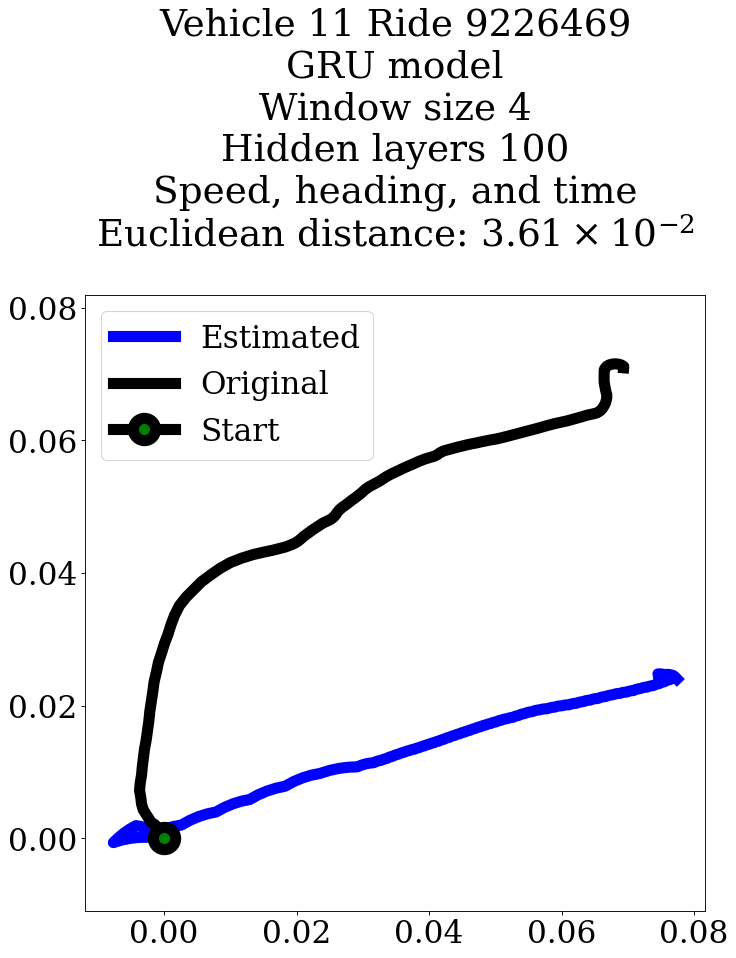 Vehicle 11 Ride 9226469
GRU model
Window size 4
Hidden layers 100
Speed, heading, and time
Euclidean distance: 3.61 × 10⁻²
0.08
Estimated
Original
Start
0.06
0.04
0.02
0.00
0.00 0.02 0.04 0.06 0.08